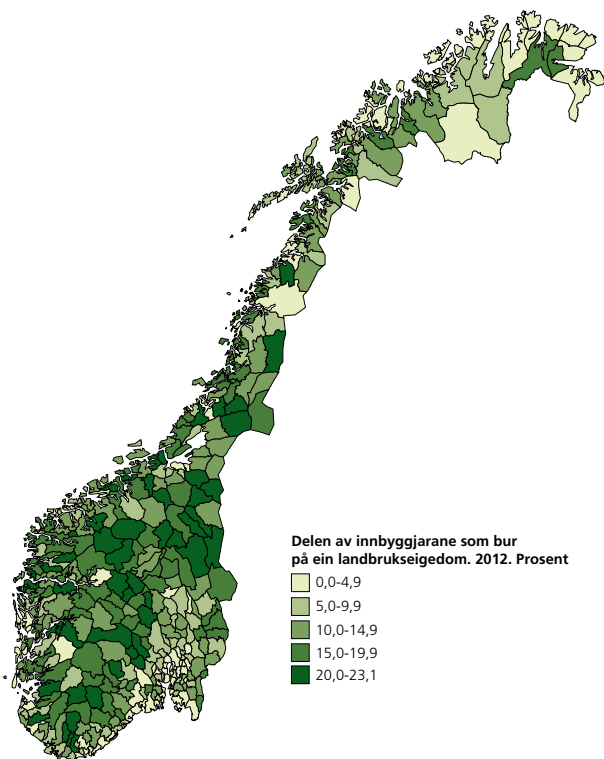 Delen av innbyggjarane som bur
på ein landbrukseigedom. 2012. Prosent
0,0-4,9
5,0-9,9
10,0-14,9
15,0-19,9
20,0-23,1